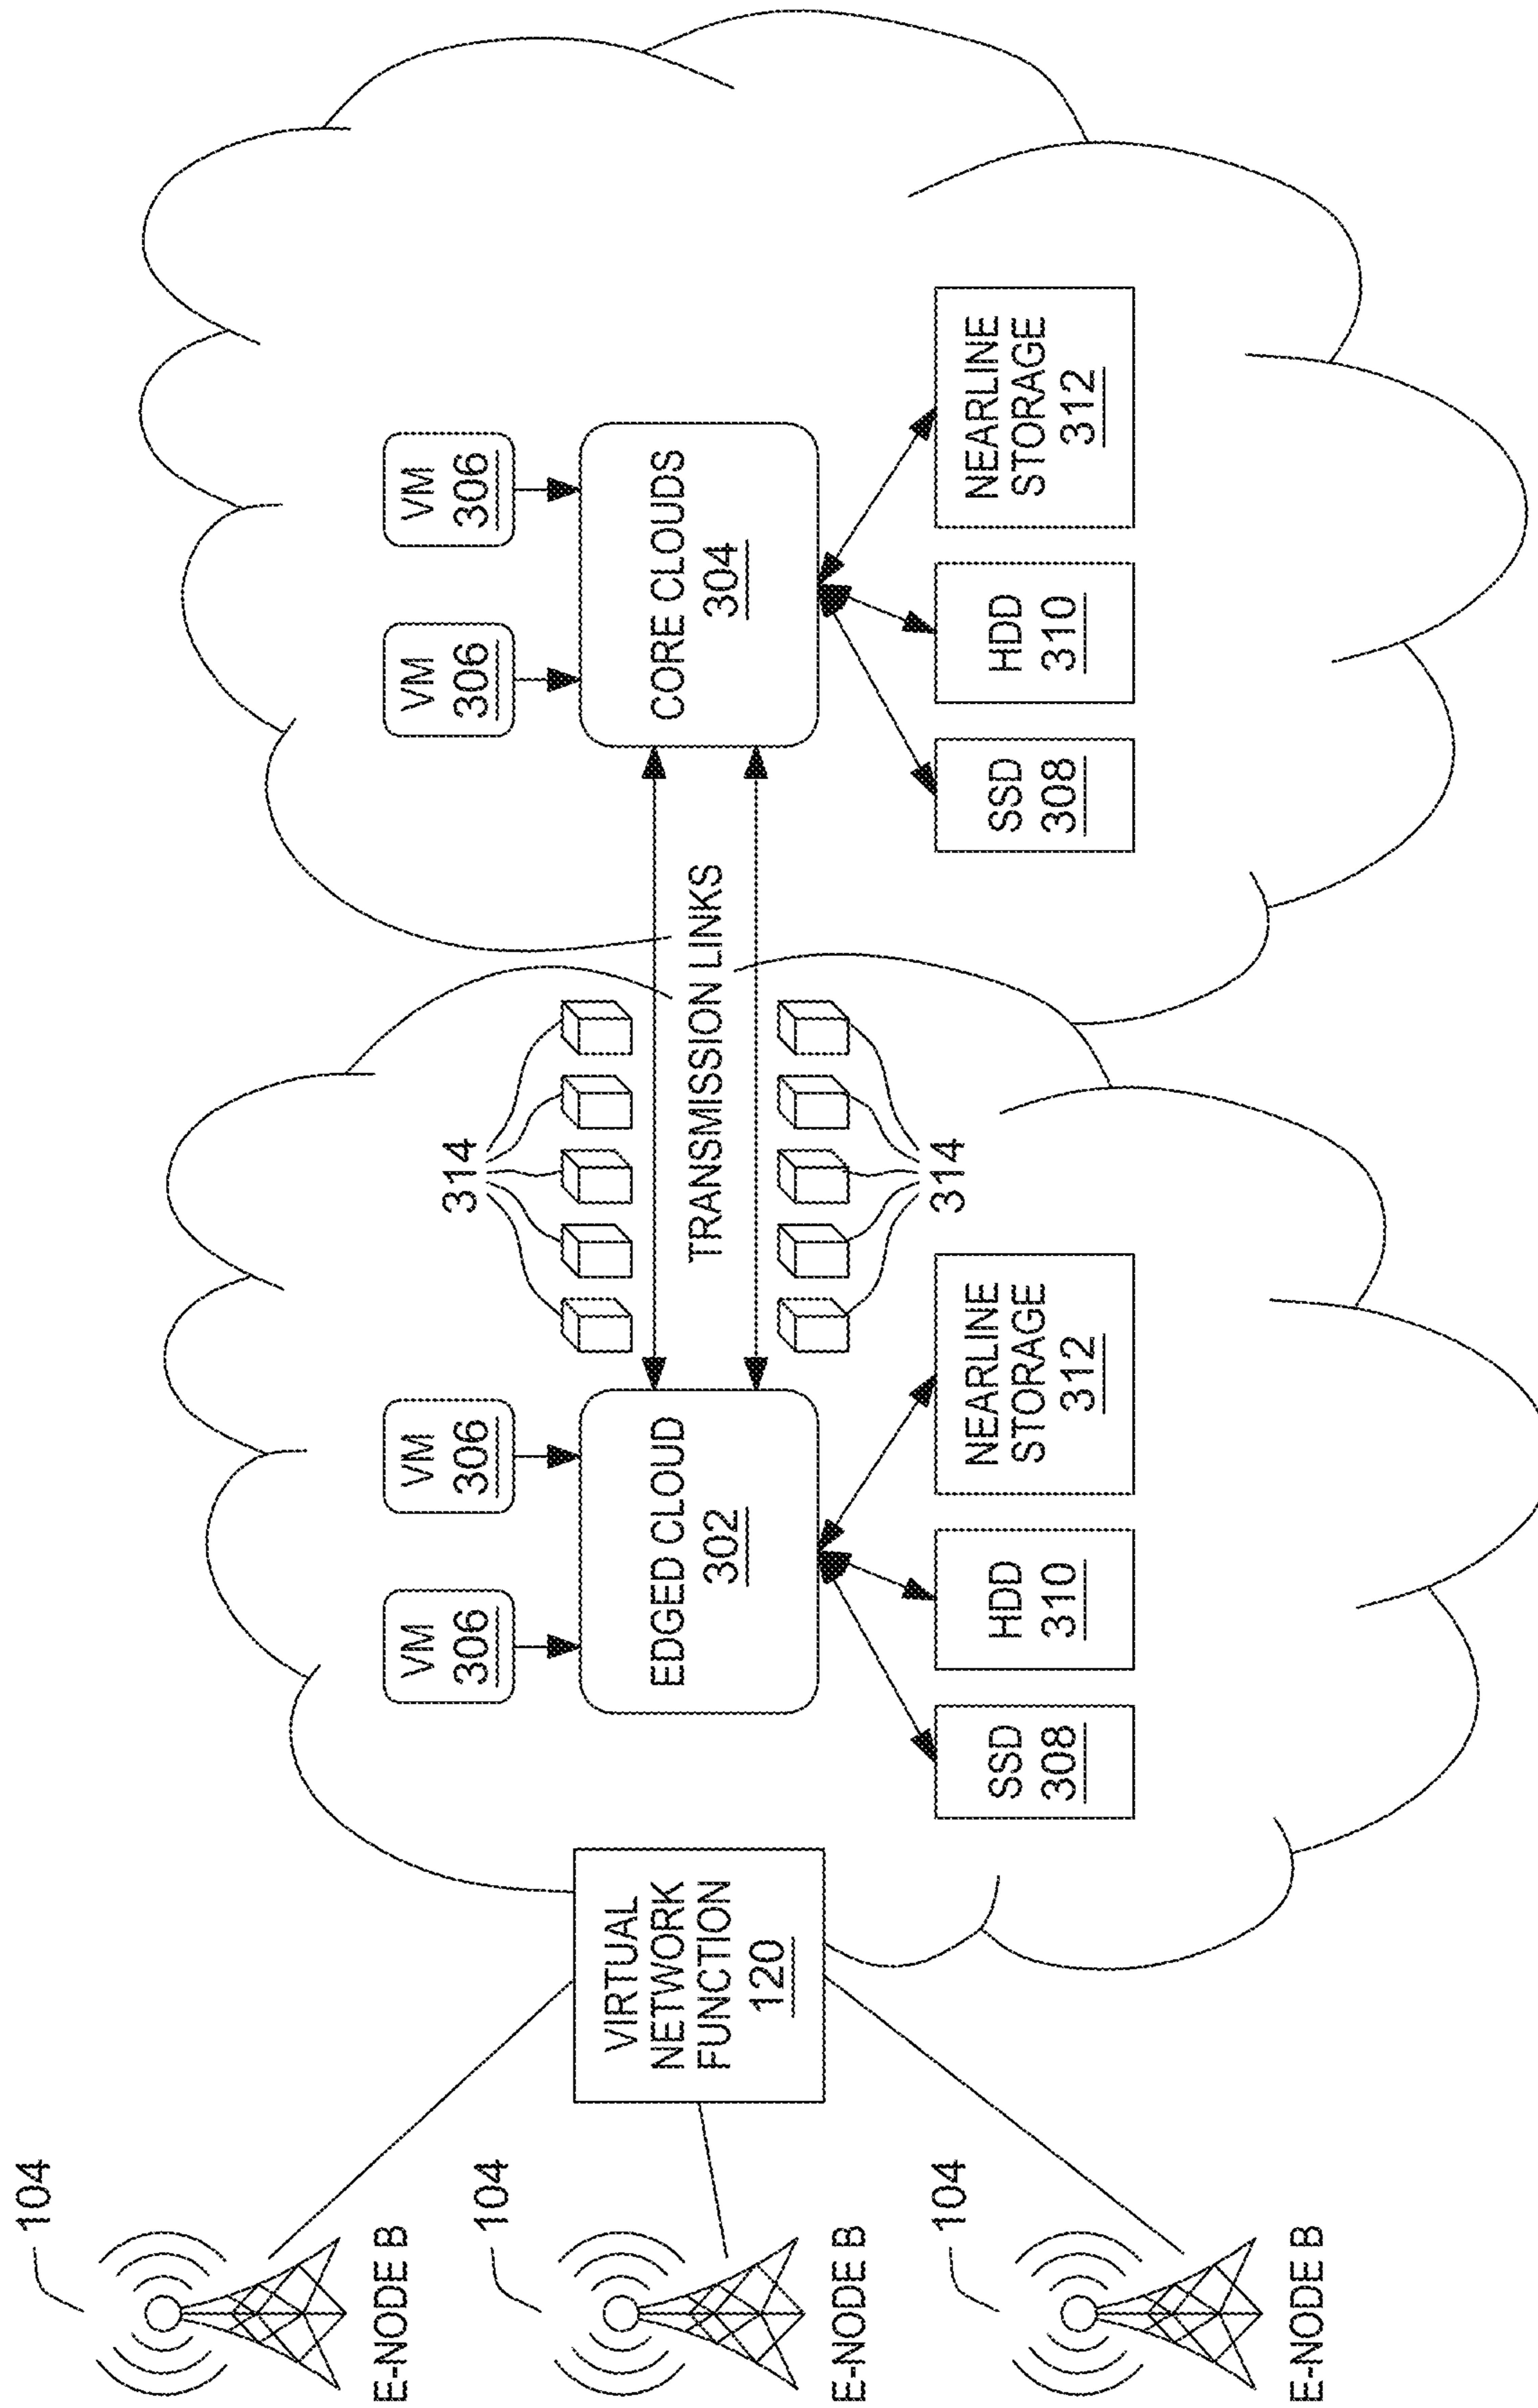 104
E-NODE B
104
E-NODE B
104
E-NODE B
VIRTUAL
NETWORK
FUNCTION
120
VM
306
VM
306
EDGED CLOUD
302
SSD
308
HDD
310
NEARLINE
STORAGE
312
314
TRANSMISSION LINKS
314
VM
306
VM
306
CORE CLOUDS
304
SSD
308
HDD
310
NEARLINE
STORAGE
312